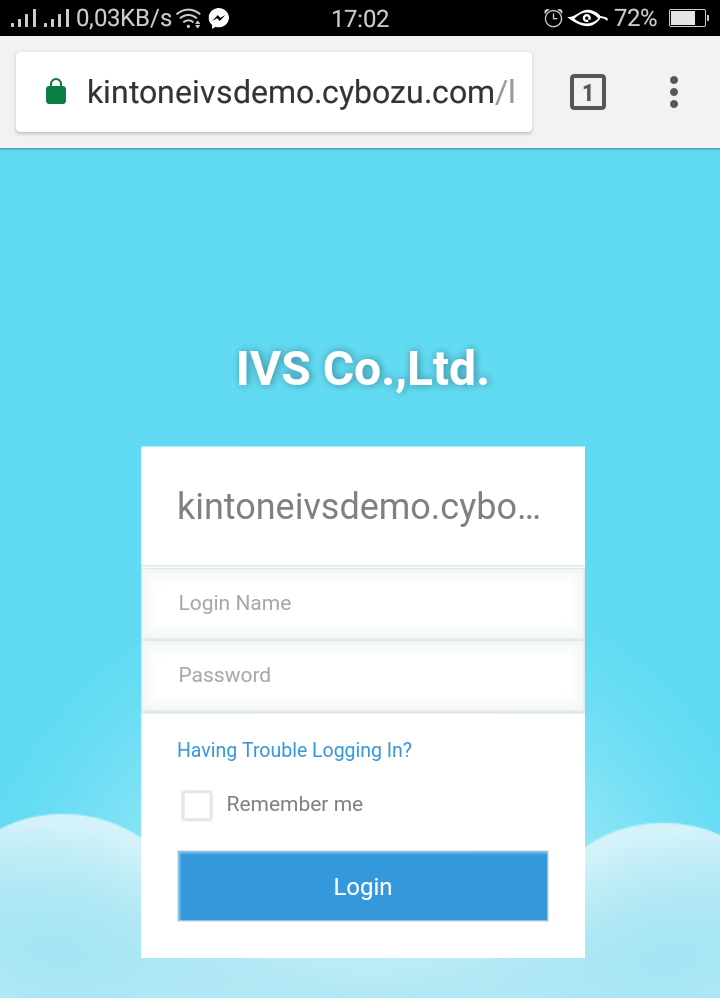 0,03KB/s 17:02 72%
kintoneivsdemo.cybozu.com/l 1
IVS Co.,Ltd.
kintoneivsdemo.cybo...
Login Name
Password
Having Trouble Logging In?
Remember me
Login